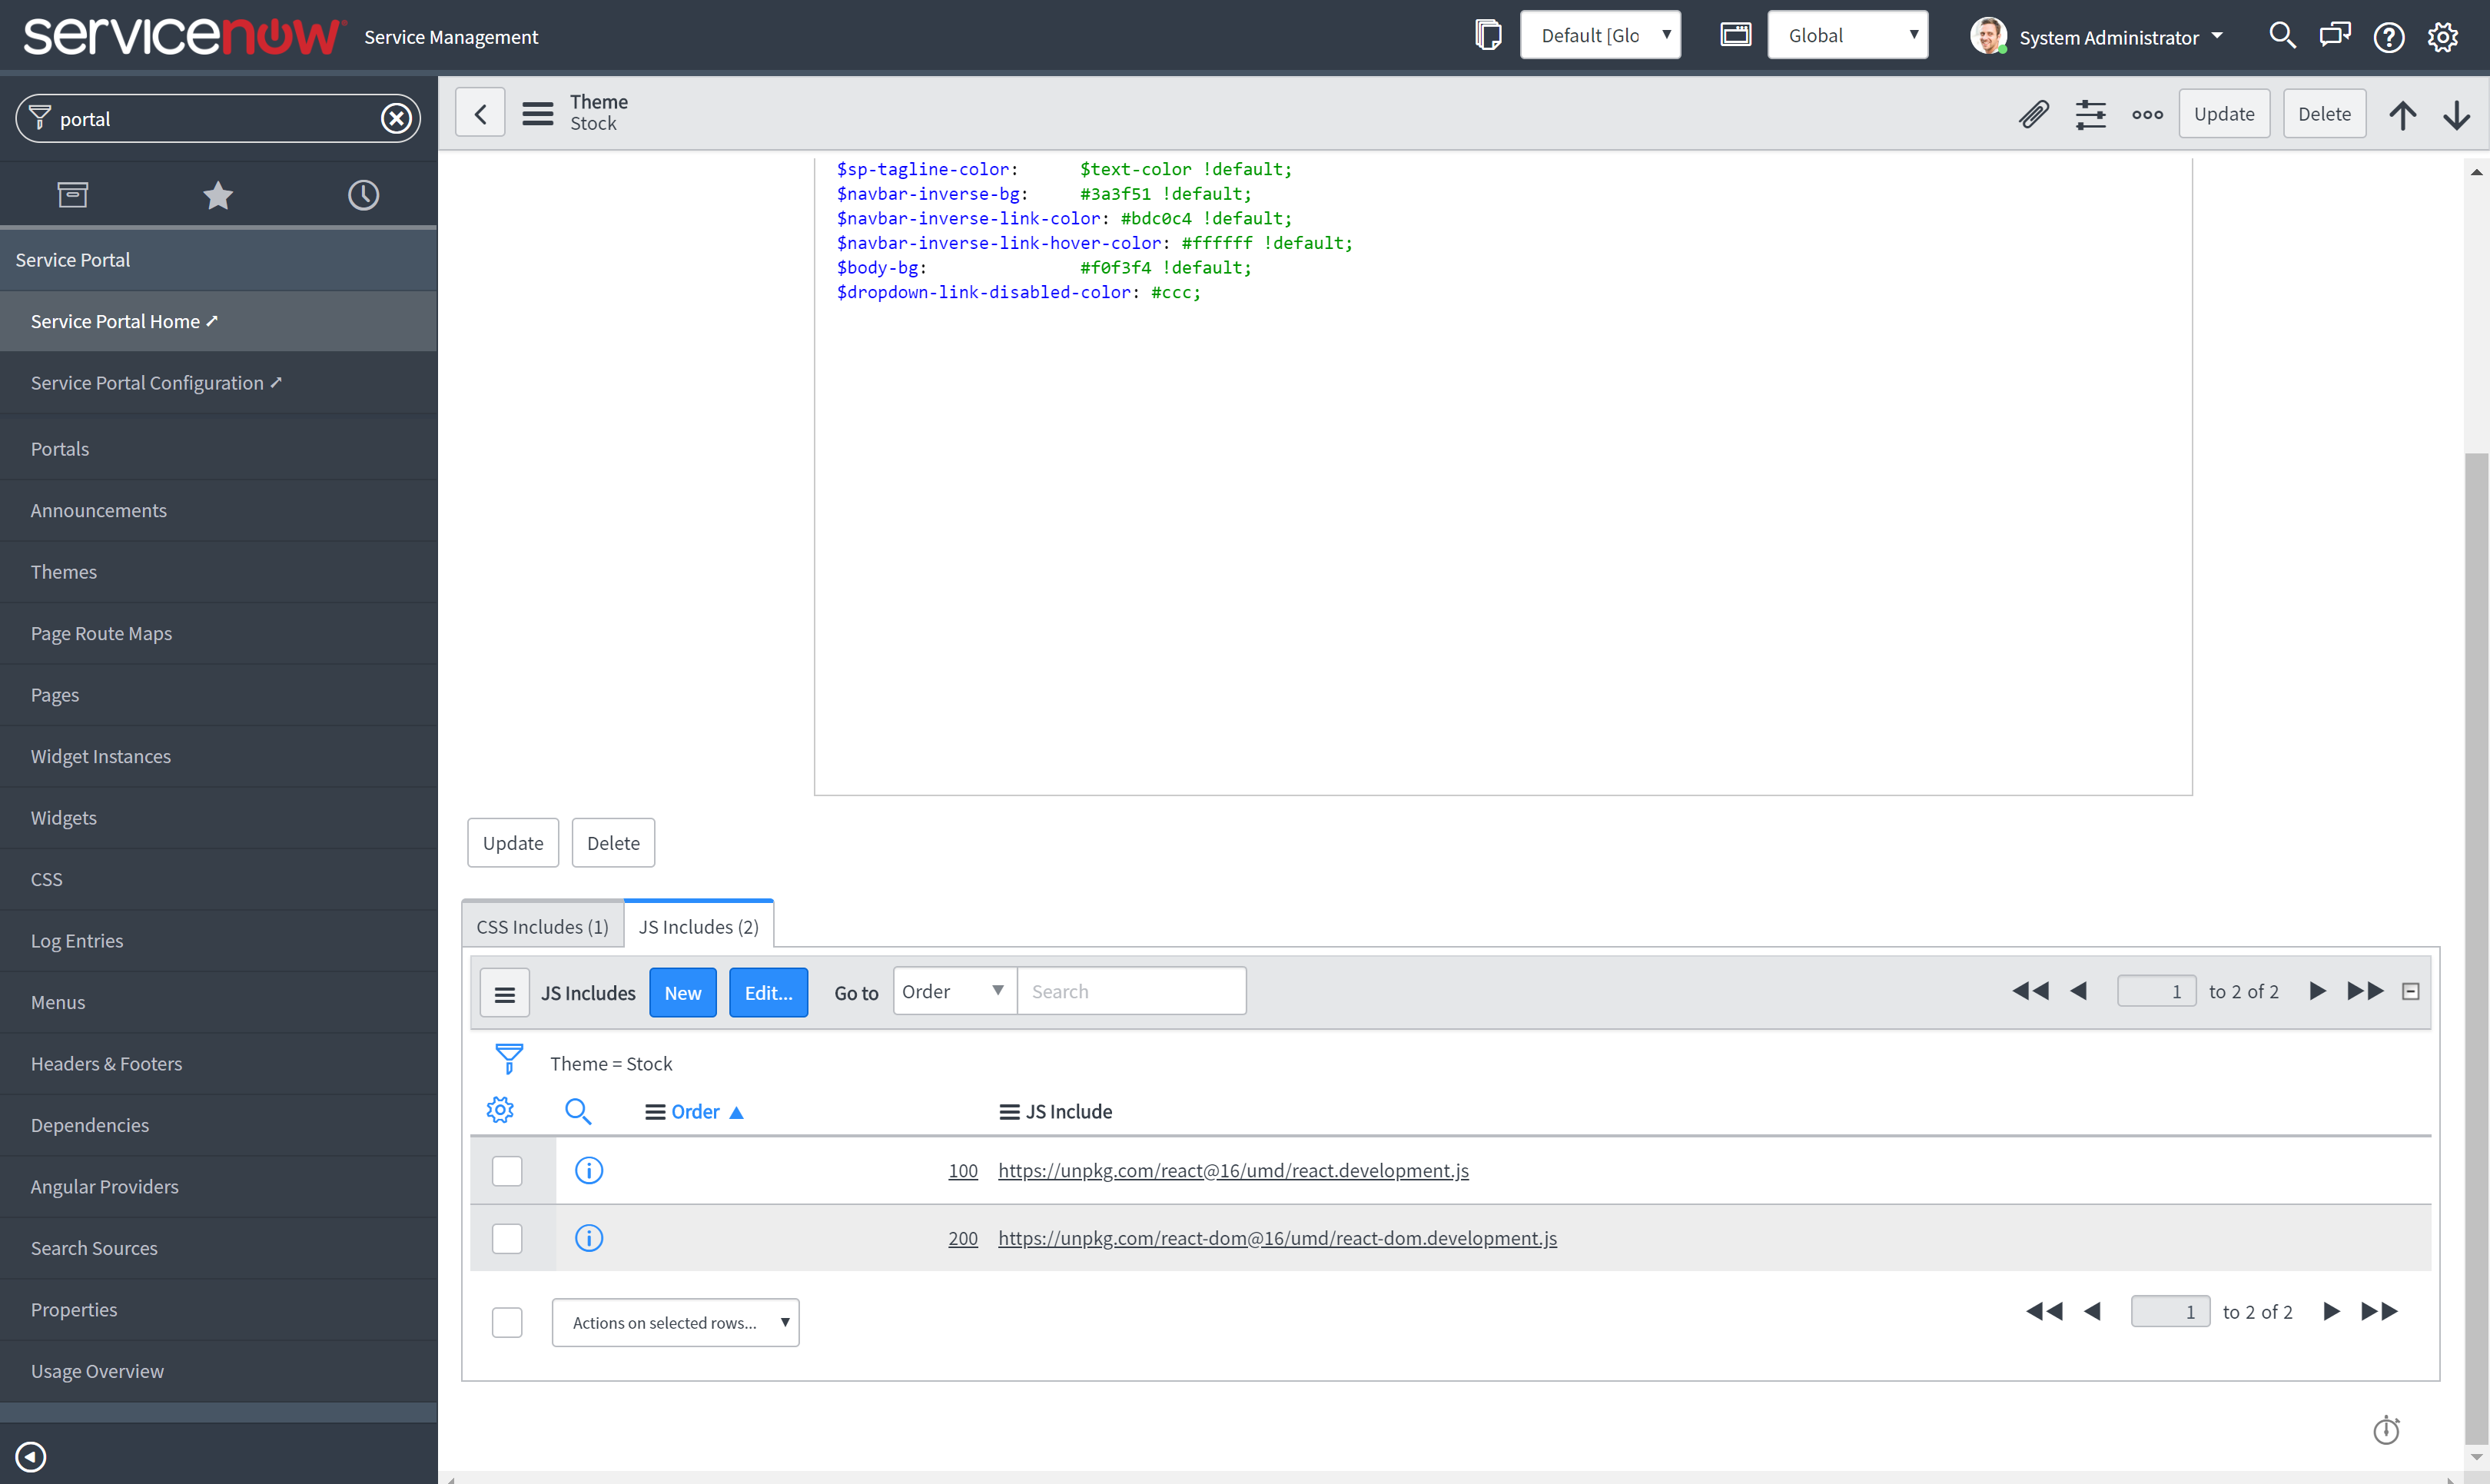 servicenow Service Management Default [Glo Global System Administrator
portal
Theme
Stock
Update Delete
Service Portal
Service Portal Home
Service Portal Configuration
Portals
Announcements
Themes
Page Route Maps
Pages
Widget Instances
Widgets
CSS
Log Entries
Menus
Headers & Footers
Dependencies
Angular Providers
Search Sources
Properties
Usage Overview
$sp-tagline-color: $text-color !default;
$navbar-inverse-bg: #3a3f51 !default;
$navbar-inverse-link-color: #bdc0c4 !default;
$navbar-inverse-link-hover-color: #ffffff !default;
$body-bg: #f0f3f4 !default;
$dropdown-link-disabled-color: #ccc;
Update Delete
CSS Includes (1) JS Includes (2)
JS Includes New Edit... Go to Order Search 1 to 2 of 2
Theme = Stock
Order JS Include
100 https://unpkg.com/react@16/umd/react.development.js
200 https://unpkg.com/react-dom@16/umd/react-dom.development.js
Actions on selected rows... 1 to 2 of 2